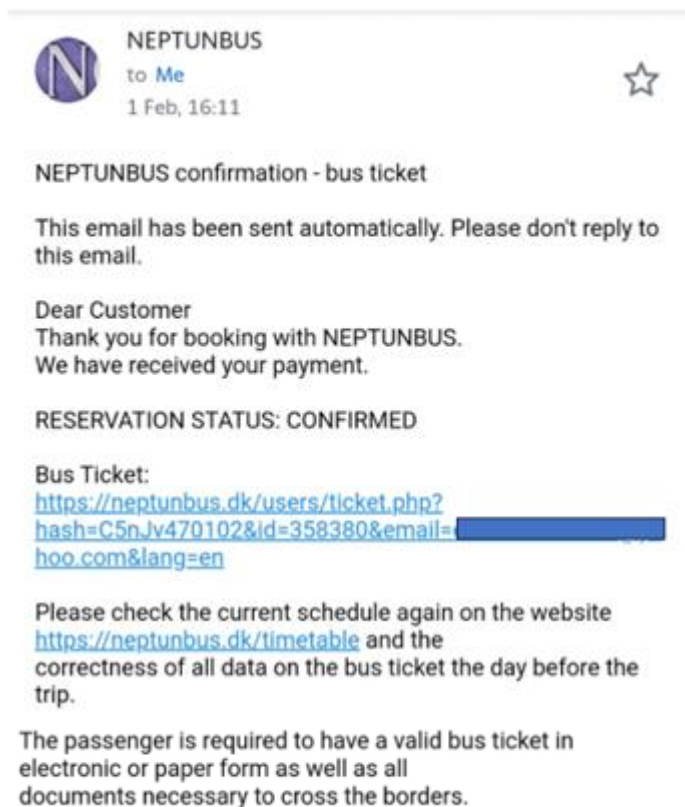 NEPTUNBUS
to Me
1 Feb, 16:11
NEPTUNBUS confirmation - bus ticket
This email has been sent automatically. Please don't reply to
this email.
Dear Customer
Thank you for booking with NEPTUNBUS.
We have received your payment.
RESERVATION STATUS: CONFIRMED
Bus Ticket:
https://neptunbus.dk/users/ticket.php?
hash=C5nJv470102&id=358380&email=
hoo.com&lang=en
Please check the current schedule again on the website
https://neptunbus.dk/timetable and the
correctness of all data on the bus ticket the day before the
trip.
The passenger is required to have a valid bus ticket in
electronic or paper form as well as all
documents necessary to cross the borders.